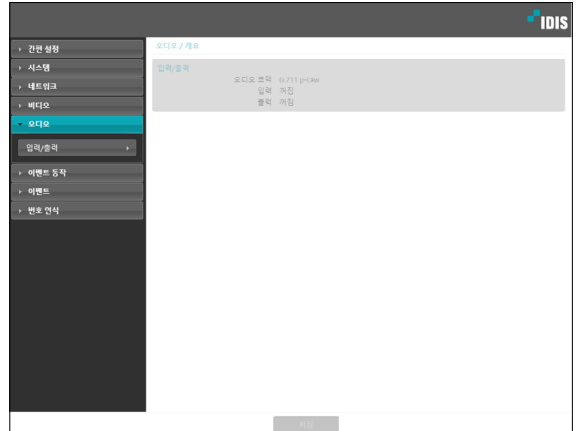 IDIS
간편 설정
시스템
네트워크
비디오
오디오
입력/출력
이벤트 동작
이벤트
번호 인식
오디오 / 개요
입력/출력
오디오 코덱 G.711 μ-Law
입력 꺼짐
출력 꺼짐
저장